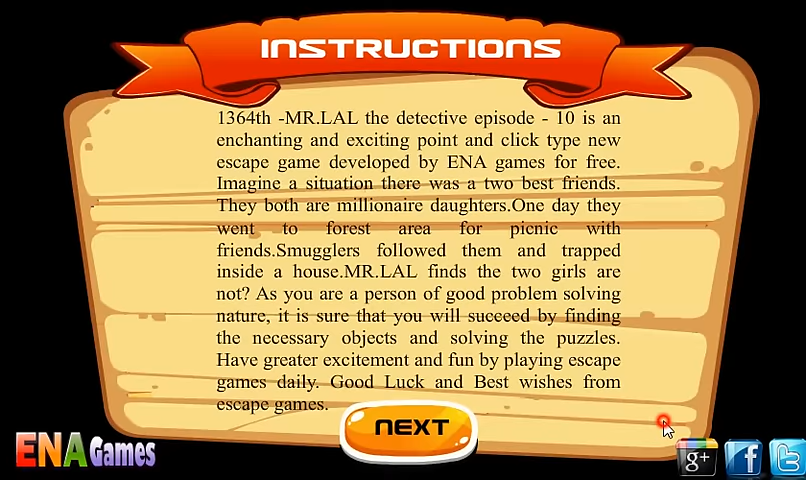 INSTRUCTIONS
1364th -MR.LAL the detective episode - 10 is an
enchanting and exciting point and click type new
escape game developed by ENA games for free.
Imagine a situation there was a two best friends.
They both are millionaire daughters.One day they
went to forest area for picnic with
friends.Smugglers followed them and trapped
inside a house.MR.LAL finds the two girls are
not? As you are a person of good problem solving
nature, it is sure that you will succeed by finding
the necessary objects and solving the puzzles.
Have greater excitement and fun by playing escape
games daily. Good Luck and Best wishes from
escape games.
NEXT
ENA Games
g+
f